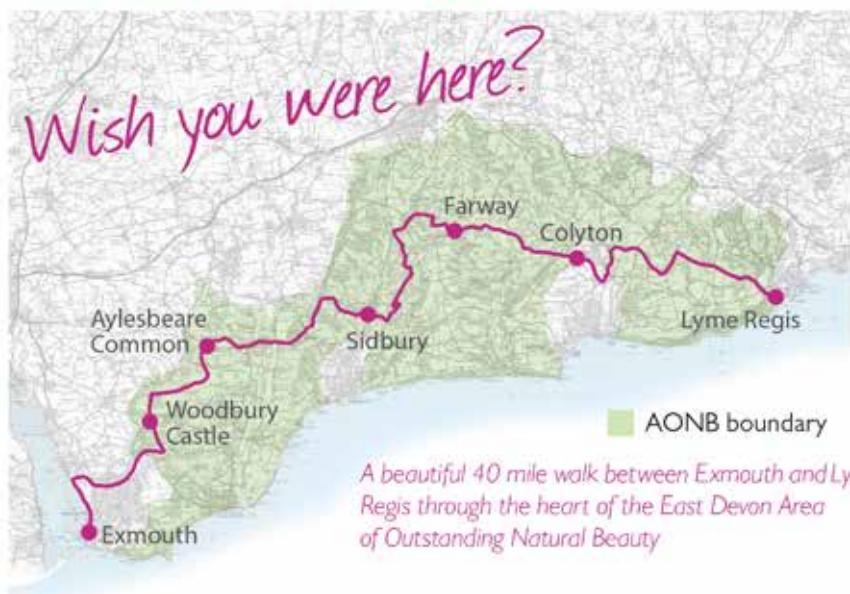 Wish you were here?
Farway
Colyton
Aylesbeare
Common
Sidbury
Lyme Regis
Woodbury
Castle
AONB boundary
A beautiful 40 mile walk between Exmouth and Ly
Regis through the heart of the East Devon Area
of Outstanding Natural Beauty
Exmouth